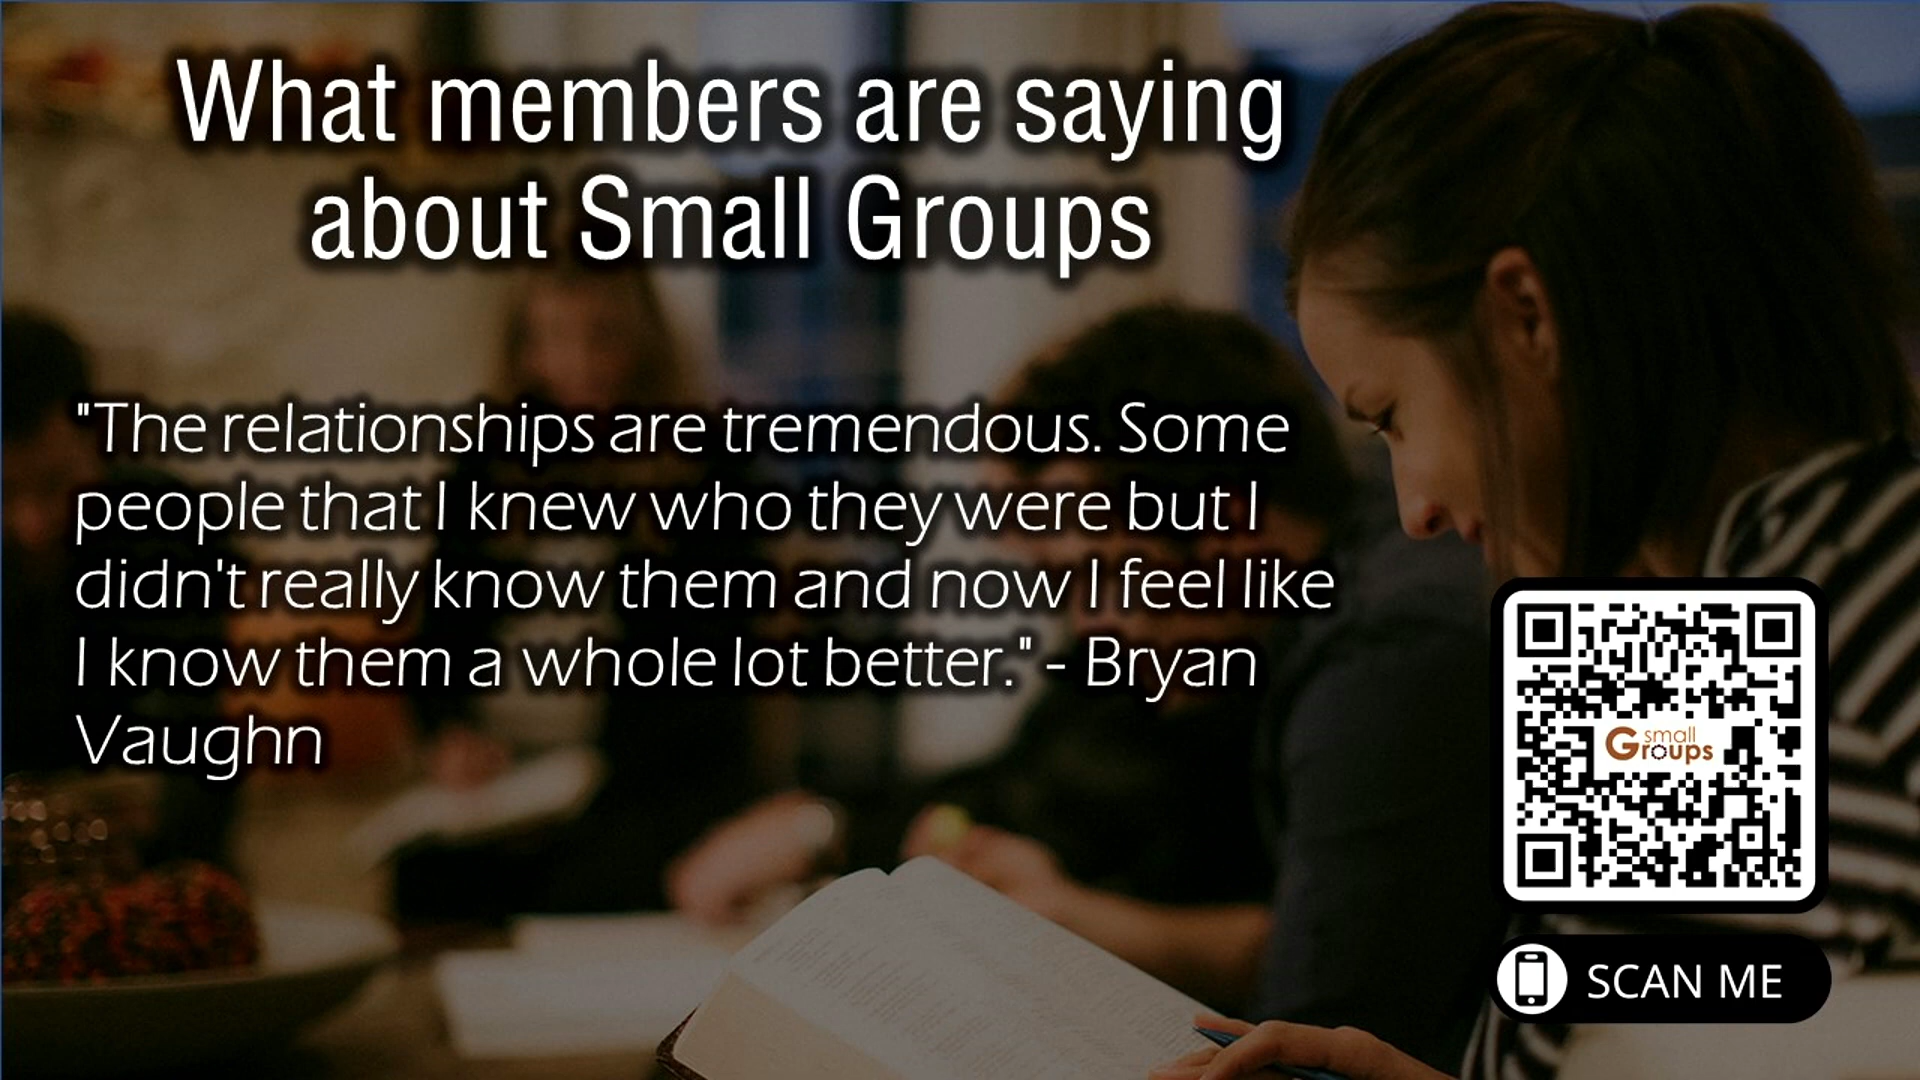 What members are saying
about Small Groups
"The relationships are tremendous. Some
people that I knew who they were but I
didn't really know them and now I feel like
I know them a whole lot better." - Bryan
Vaughn
small
Groups
SCAN ME